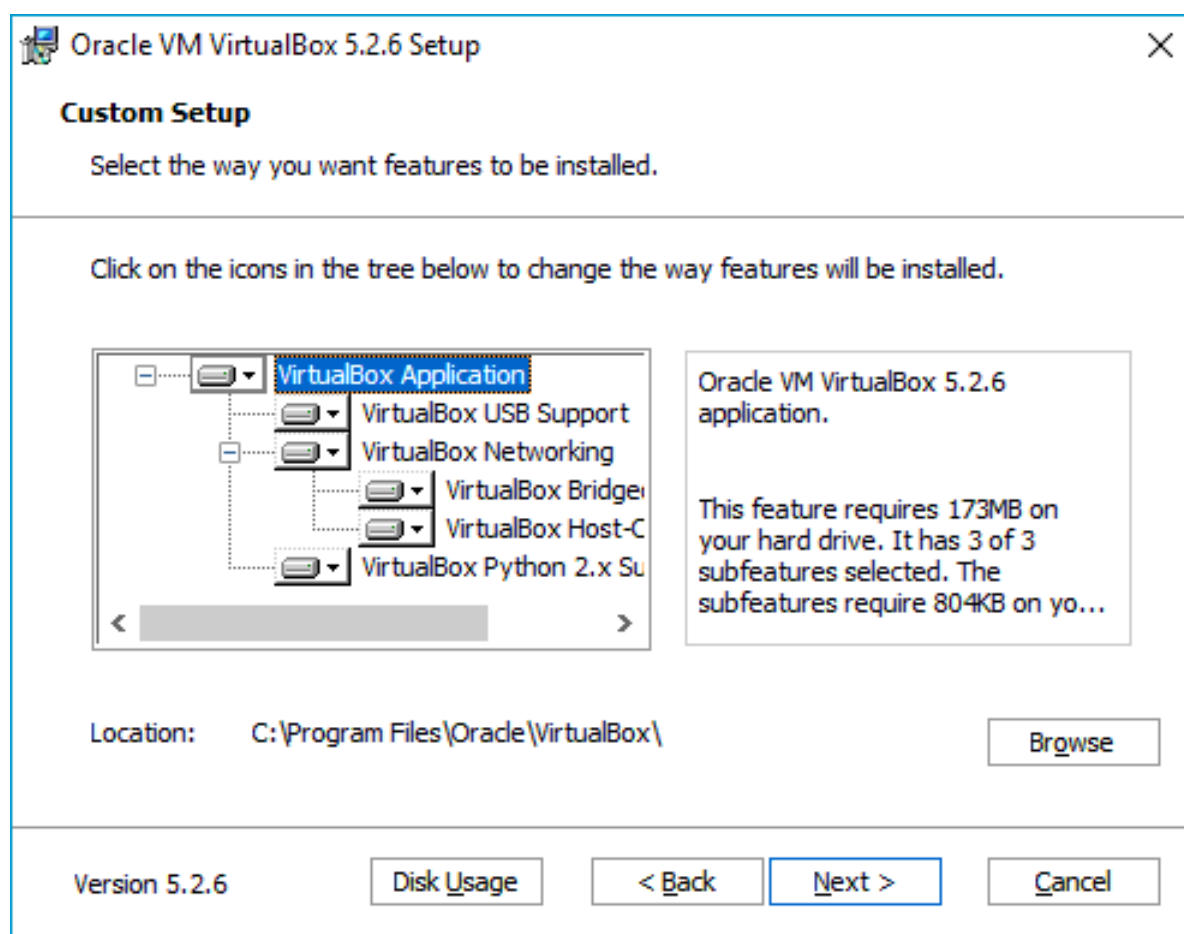 Oracle VM VirtualBox 5.2.6 Setup
Custom Setup
Select the way you want features to be installed.
Click on the icons in the tree below to change the way features will be installed.
VirtualBox Application
VirtualBox USB Support
VirtualBox Networking
VirtualBox Bridge
VirtualBox Host-C
VirtualBox Python 2.x Su
Oracle VM VirtualBox 5.2.6
application.
This feature requires 173MB on
your hard drive. It has 3 of 3
subfeatures selected. The
subfeatures require 804KB on yo...
Location: C:\Program Files\Oracle\VirtualBox\
Browse
Version 5.2.6
Disk Usage
< Back
Next >
Cancel